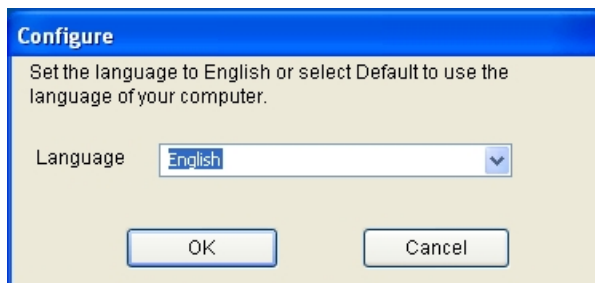 Configure
Set the language to English or select Default to use the
language of your computer.
Language English
OK Cancel